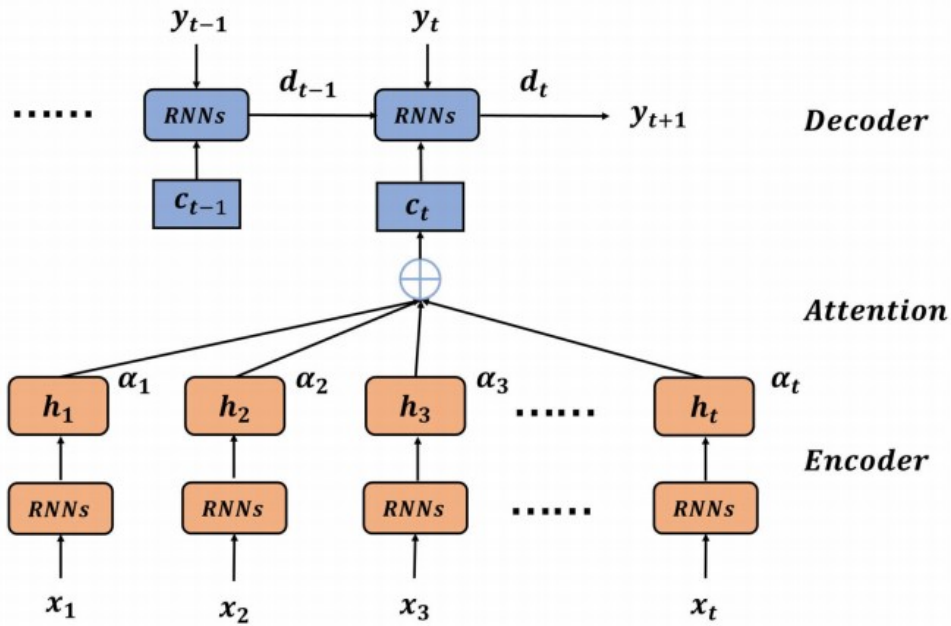 y_{t-1} y_t
d_{t-1} d_t
...... RNNs RNNs y_{t+1} Decoder
c_{t-1} c_t
Attention
h_1 α_1 h_2 α_2 h_3 α_3 ...... h_t α_t
Encoder
RNNs RNNs RNNs ...... RNNs
x_1 x_2 x_3 x_t